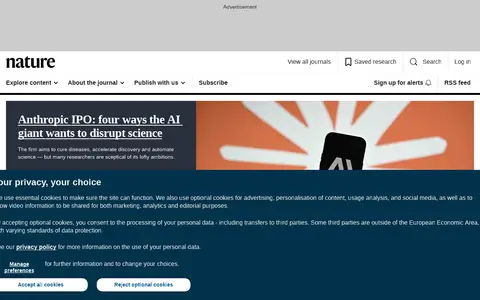 Advertisement
nature
View all journals
Saved research
Search
Log in
Explore content
About the journal
Publish with us
Subscribe
Sign up for alerts
RSS feed
Anthropic IPO: four ways the AI
giant wants to disrupt science
The firm aims to cure diseases, accelerate discovery and automate
science — but many researchers are sceptical of its lofty ambitions.
our privacy, your choice
e use essential cookies to make sure the site can function. We also use optional cookies for advertising, personalisation of content, usage analysis, and social media, as well as to
low video information to be shared for both marketing, analytics and editorial purposes.
accepting optional cookies, you consent to the processing of your personal data - including transfers to third parties. Some third parties are outside of the European Economic Area,
th varying standards of data protection.
e our privacy policy for more information on the use of your personal data.
Manage
preferences
for further information and to change your choices.
Accept all cookies
Reject optional cookies